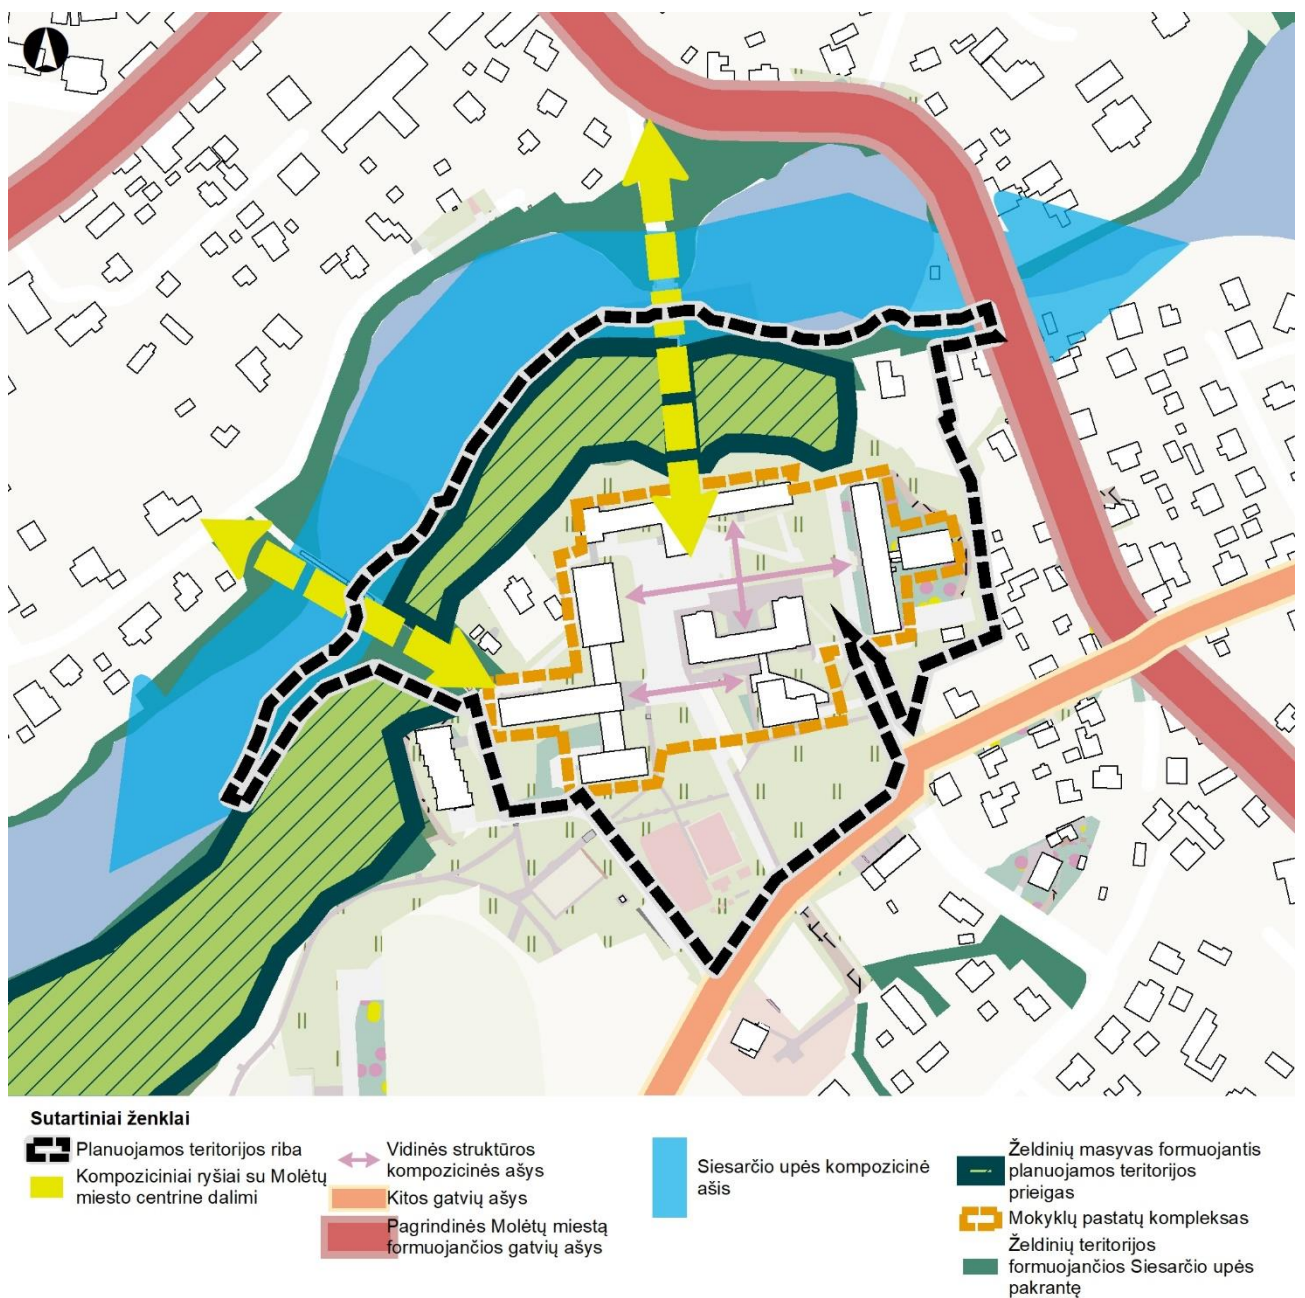 Sutartiniai ženklai
Planuojamos teritorijos riba
Kompoziciniai ryšiai su Molėtų
miesto centrine dalimi
Vidinės struktūros
kompozicinės ašys
Kitos gatvių ašys
Pagrindinės Molėtų miestą
formuojančios gatvių ašys
Siesarčio upės kompozicinė
ašis
Želdinių masyvas formuojantis
planuojamos teritorijos
prieigas
Mokyklų pastatų kompleksas
Želdinių teritorijos
formuojančios Siesarčio upės
pakrantę